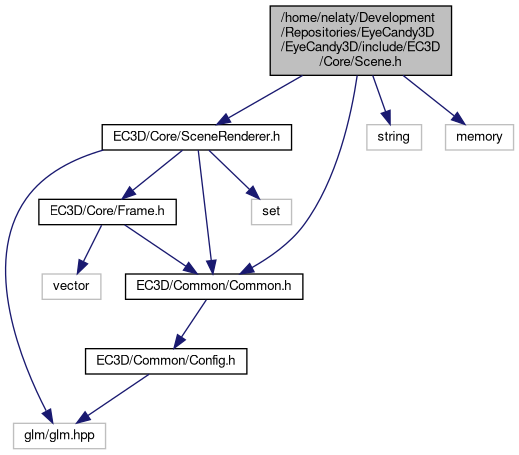 /home/nelaty/Development
/Repositories/EyeCandy3D
/EyeCandy3D/include/EC3D
/Core/Scene.h
EC3D/Core/SceneRenderer.h
string
memory
EC3D/Core/Frame.h
set
vector
EC3D/Common/Common.h
EC3D/Common/Config.h
glm/glm.hpp